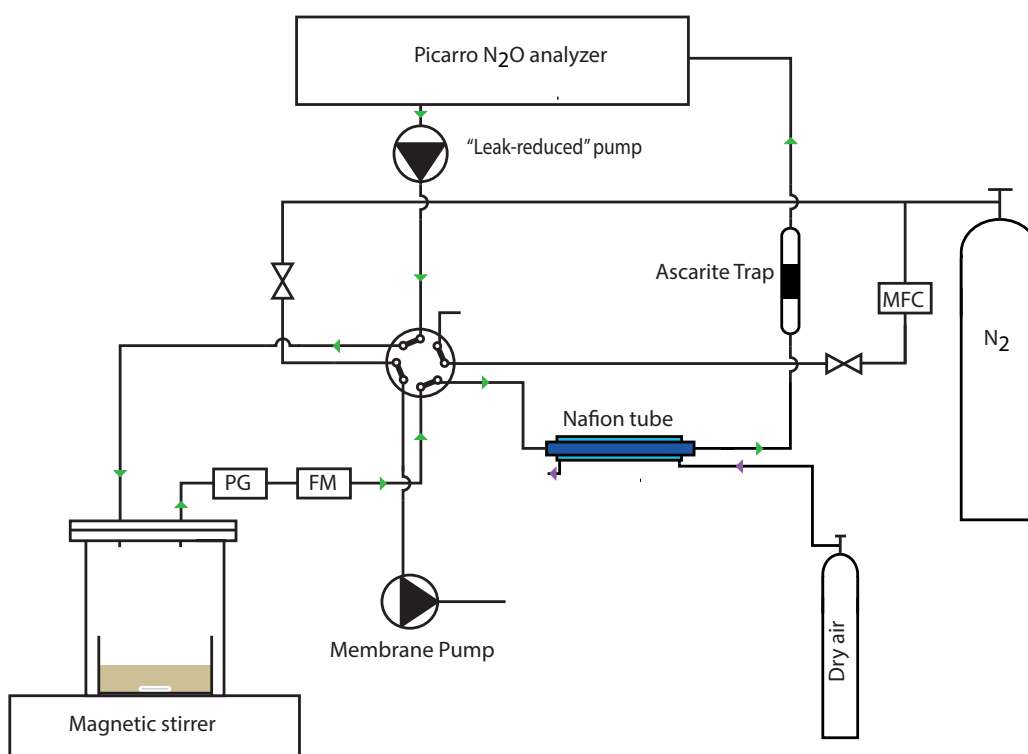 Picarro N2O analyzer
“Leak-reduced” pump
Ascarite Trap
MFC
N2
Nafion tube
PG
FM
Membrane Pump
Dry air
Magnetic stirrer